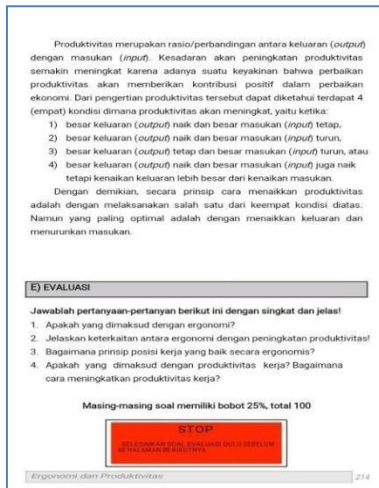 Produktivitas merupakan rasio/perbandingan antara keluaran (output)
dengan masukan (input). Kesadaran akan peningkatan produktivitas
semakin meningkat karena adanya suatu keyakinan bahwa perbaikan
produktivitas akan memberikan kontribusi positif dalam perbaikan
ekonomi. Dari pengertian produktivitas tersebut dapat diketahui terdapat 4
(empat) kondisi dimana produktivitas akan meningkat, yaitu ketika:
1) besar keluaran (output) naik dan besar masukan (input) tetap,
2) besar keluaran (output) naik dan besar masukan (input) turun,
3) besar keluaran (output) tetap dan besar masukan (input) turun, atau
4) besar keluaran (output) naik dan besar masukan (input) juga naik
tetapi kenaikan keluaran lebih besar dari kenaikan masukan.
Dengan demikian, secara prinsip cara menaikkan produktivitas
adalah dengan melaksanakan salah satu dari keempat kondisi diatas.
Namun yang paling optimal adalah dengan menaikkan keluaran dan
menurunkan masukan.
E) EVALUASI
Jawablah pertanyaan-pertanyan berikut ini dengan singkat dan jelas!
1. Apakah yang dimaksud dengan ergonomi?
2. Jelaskan keterkaitan antara ergonomi dengan peningkatan produktivitas!
3. Bagaimana prinsip posisi kerja yang baik secara ergonomis?
4. Apakah yang dimaksud dengan produktivitas kerja? Bagaimana
cara meningkatkan produktivitas kerja?
Masing-masing soal memiliki bobot 25%, total 100
STOP
SELESAIKAN SOAL EVALUASI DULU SEBELUM
KE HALAMAN BERIKUTNYA
Ergonomi dan Produktivitas
214